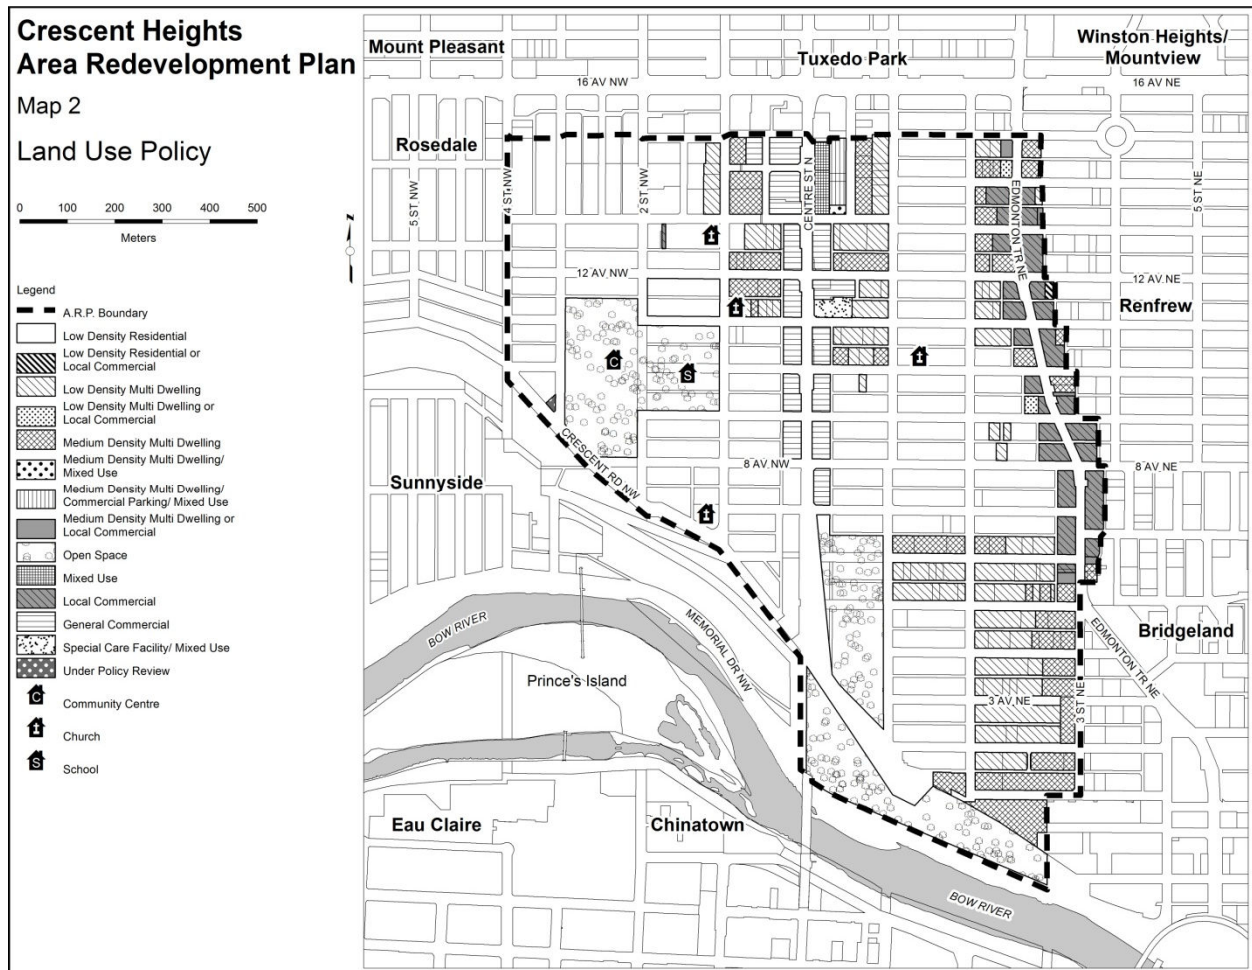 Crescent Heights
Area Redevelopment Plan
Map 2
Land Use Policy
0 100 200 300 400 500
Meters
N
Legend
A.R.P. Boundary
Low Density Residential
Low Density Residential or
Local Commercial
Low Density Multi Dwelling
Low Density Multi Dwelling or
Local Commercial
Medium Density Multi Dwelling
Medium Density Multi Dwelling/
Mixed Use
Medium Density Multi Dwelling/
Commercial Parking/ Mixed Use
Medium Density Multi Dwelling or
Local Commercial
Open Space
Mixed Use
Local Commercial
General Commercial
Special Care Facility/ Mixed Use
Under Policy Review
C
Community Centre
Church
S
School
Mount Pleasant
Tuxedo Park
Winston Heights/
Mountview
16 AV NW
16 AV NE
Rosedale
5 ST NW
4 ST NW
2 ST NW
CENTRE ST N
EDMONTON TR NE
5 ST NE
12 AV NW
12 AV NE
Renfrew
C
S
CRESCENT RD NW
8 AV NW
8 AV NE
Sunnyside
BOW RIVER
MEMORIAL DR NW
Prince's Island
Bridgeland
EDMONTON TR NE
3 AV NE
3 ST NE
Eau Claire
Chinatown
BOW RIVER